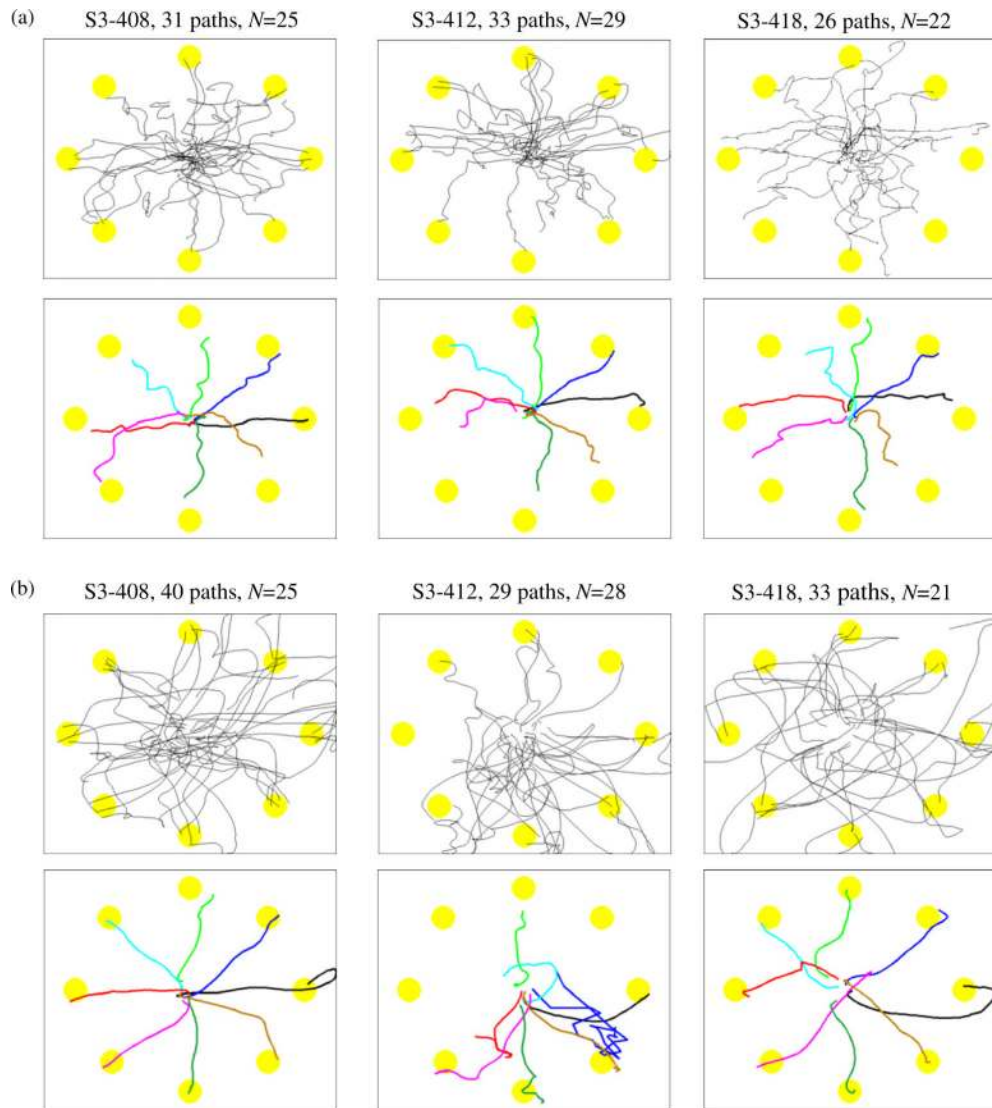 (a)
S3-408, 31 paths, N=25
S3-412, 33 paths, N=29
S3-418, 26 paths, N=22
(b)
S3-408, 40 paths, N=25
S3-412, 29 paths, N=28
S3-418, 33 paths, N=21